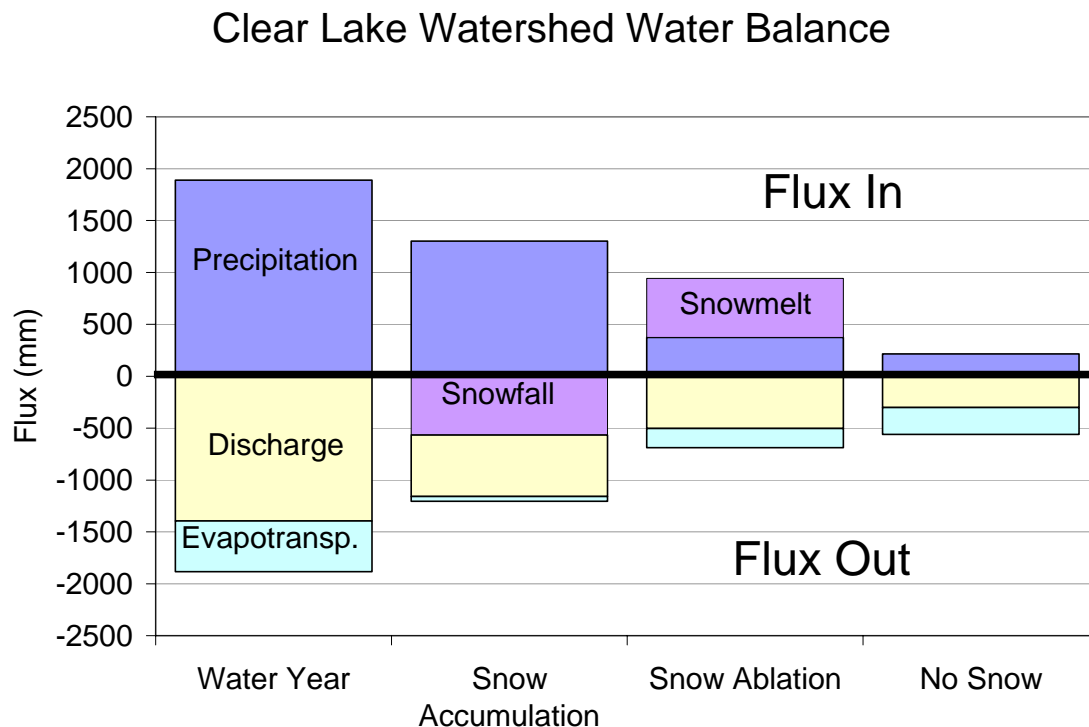 Clear Lake Watershed Water Balance
2500
2000
1500
1000
500
0
-500
-1000
-1500
-2000
-2500
Flux (mm)
Flux In
Precipitation
Snowmelt
Snowfall
Discharge
Evapotransp.
Flux Out
Water Year
Snow
Accumulation
Snow Ablation
No Snow